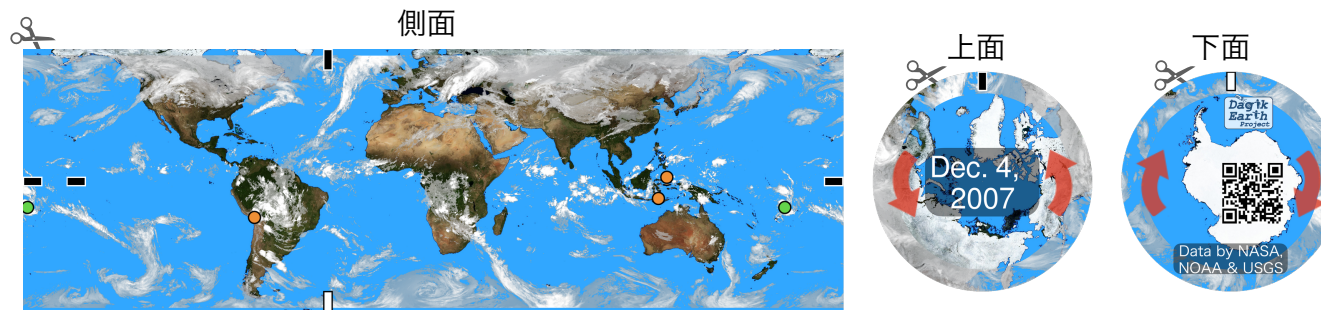 側面
上面
下面
Dec. 4,
2007
Dagik
Earth
Project
Data by NASA,
NOAA & USGS